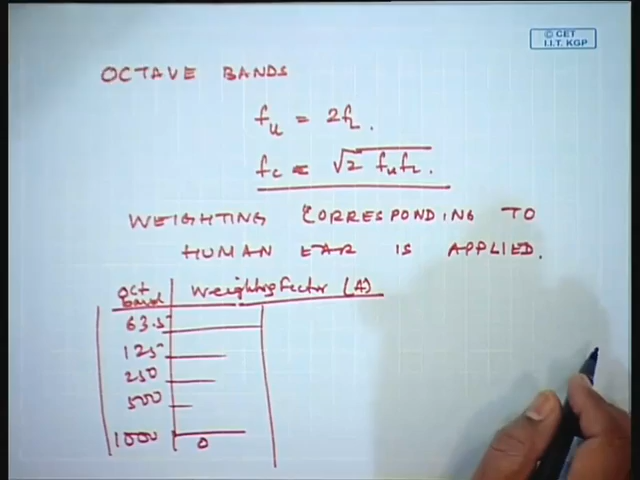 © CET
I.I.T. KGP
OCTAVE BANDS
fu = 2fL.
fc = √2 fufL.
WEIGHTING CORRESPONDING TO
HUMAN EAR IS APPLIED.
Oct band Weighting Factor (A)
63.5
125
250
500
1000 0